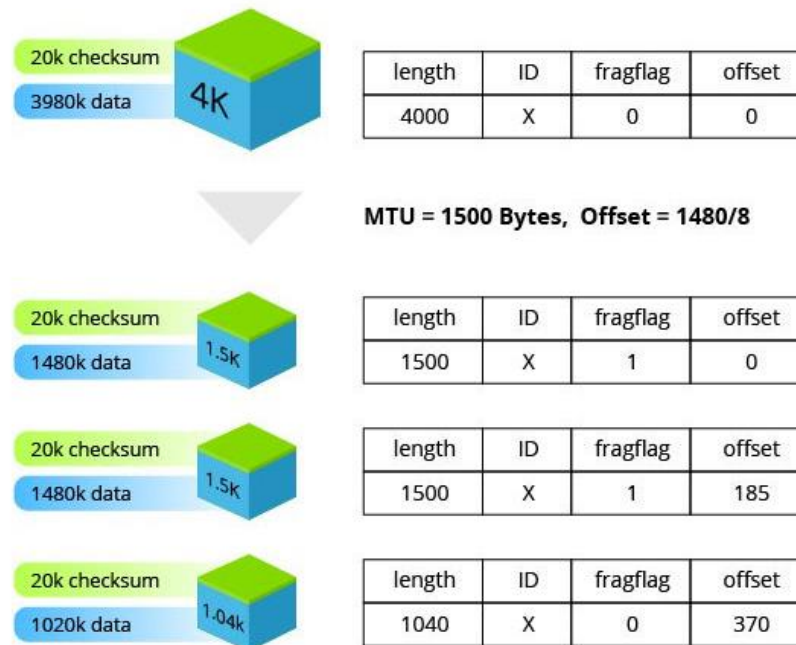 20k checksum
3980k data
4K
length ID fragflag offset
4000 X 0 0
MTU = 1500 Bytes, Offset = 1480/8
20k checksum
1480k data
1.5K
length ID fragflag offset
1500 X 1 0
20k checksum
1480k data
1.5K
length ID fragflag offset
1500 X 1 185
20k checksum
1020k data
1.04k
length ID fragflag offset
1040 X 0 370